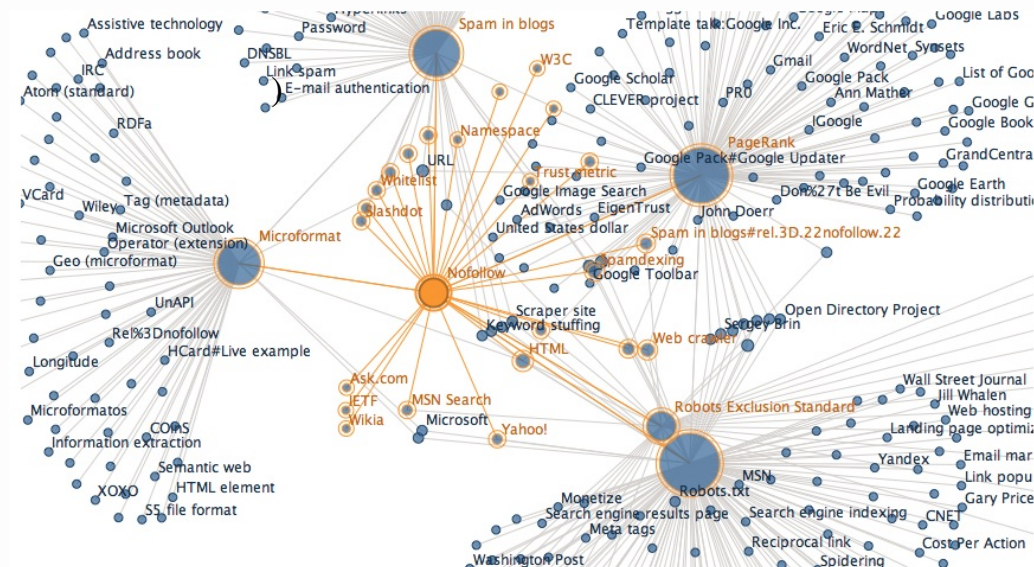 Assistive technology
Password
Spam in blogs
Template talk:Google Inc.
Eric E. Schmidt
Google Labs
Address book
DNSBL
W3C
WordNet
Synsets
IRC
Link spam
Gmail
List of Goo
Atom (standard)
E-mail authentication
Google Scholar
PR0
Google Pack
CLEVER project
Ann Mather
Google G
RDFa
Namespace
IGoogle
Google Book
PageRank
URL
Google Pack#Google Updater
GrandCentra
Whitelist
Trust metric
VCard
Wiley
Tag (metadata)
Google Image Search
Don%27t Be Evil
Google Earth
Slashdot
AdWords
EigenTrust
John Doerr
Probability distributi
Microsoft Outlook
United States dollar
Operator (extension)
Microformat
Spam in blogs#rel.3D.22nofollow.22
Geo (microformat)
Nofollow
Spamdexing
Google Toolbar
UnAPI
Scraper site
Open Directory Project
Keyword stuffing
Sergey Brin
Rel%3Dnofollow
HTML
Web crawler
HCard#Live example
Longitude
Ask.com
Wall Street Journal
IETF
MSN Search
Jill Whalen
Microformatos
Wikia
Microsoft
Robots Exclusion Standard
Web hosting
COinS
Yahoo!
Landing page optimiz
Information extraction
Yandex
Email mar
Semantic web
MSN
Link popu
XOXO
HTML element
Robots.txt
Monetize
Gary Price
S5 file format
Search engine results page
Search engine indexing
CNET
Meta tags
Reciprocal link
Cost Per Action
Washington Post
Spidering